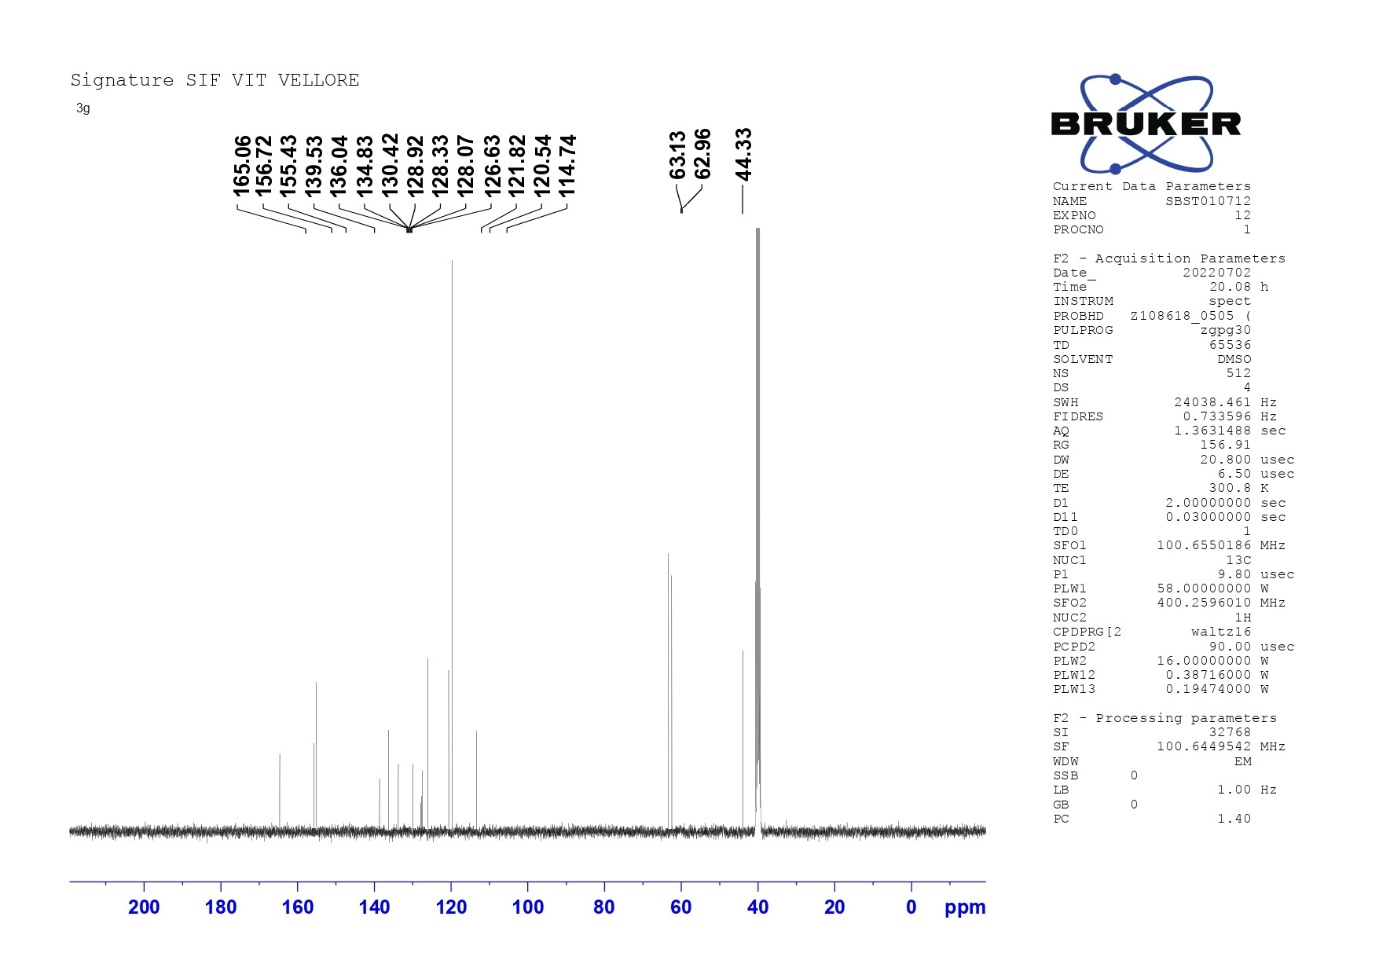 Signature SIF VIT VELLORE
3g
165.06
156.72
155.43
139.53
136.04
134.83
130.42
128.92
128.33
128.07
126.63
121.82
120.54
114.74
63.13
62.96
44.33
BRUKER
Current Data Parameters
NAME SBST010712
EXPNO 12
PROCNO 1
F2 - Acquisition Parameters
Date_ 20220702
Time 20.08 h
INSTRUM spect
PROBHD Z108618_0505 (
PULPROG zgpg30
TD 65536
SOLVENT DMSO
NS 512
DS 4
SWH 24038.461 Hz
FIDRES 0.733596 Hz
AQ 1.3631488 sec
RG 156.91
DW 20.800 usec
DE 6.50 usec
TE 300.8 K
D1 2.00000000 sec
D11 0.03000000 sec
TD0 1
SFO1 100.6550186 MHz
NUC1 13C
P1 9.80 usec
PLW1 58.00000000 W
SFO2 400.2596010 MHz
NUC2 1H
CPDPRG[2 waltz16
PCPD2 90.00 usec
PLW2 16.00000000 W
PLW12 0.38716000 W
PLW13 0.19474000 W
F2 - Processing parameters
SI 32768
SF 100.6449542 MHz
WDW EM
SSB 0
LB 1.00 Hz
GB 0
PC 1.40
200 180 160 140 120 100 80 60 40 20 0 ppm